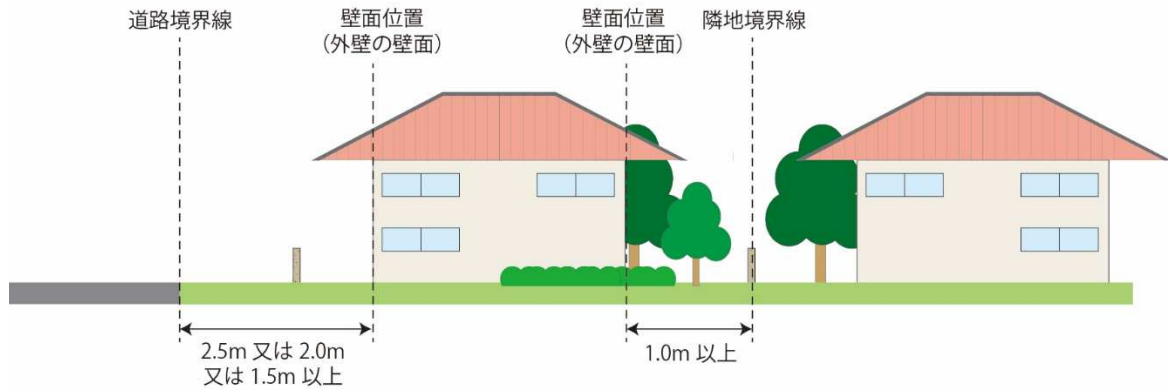 道路境界線
壁面位置
（外壁の壁面）
壁面位置
（外壁の壁面）
隣地境界線
2.5m 又は 2.0m
又は 1.5m 以上
1.0m 以上